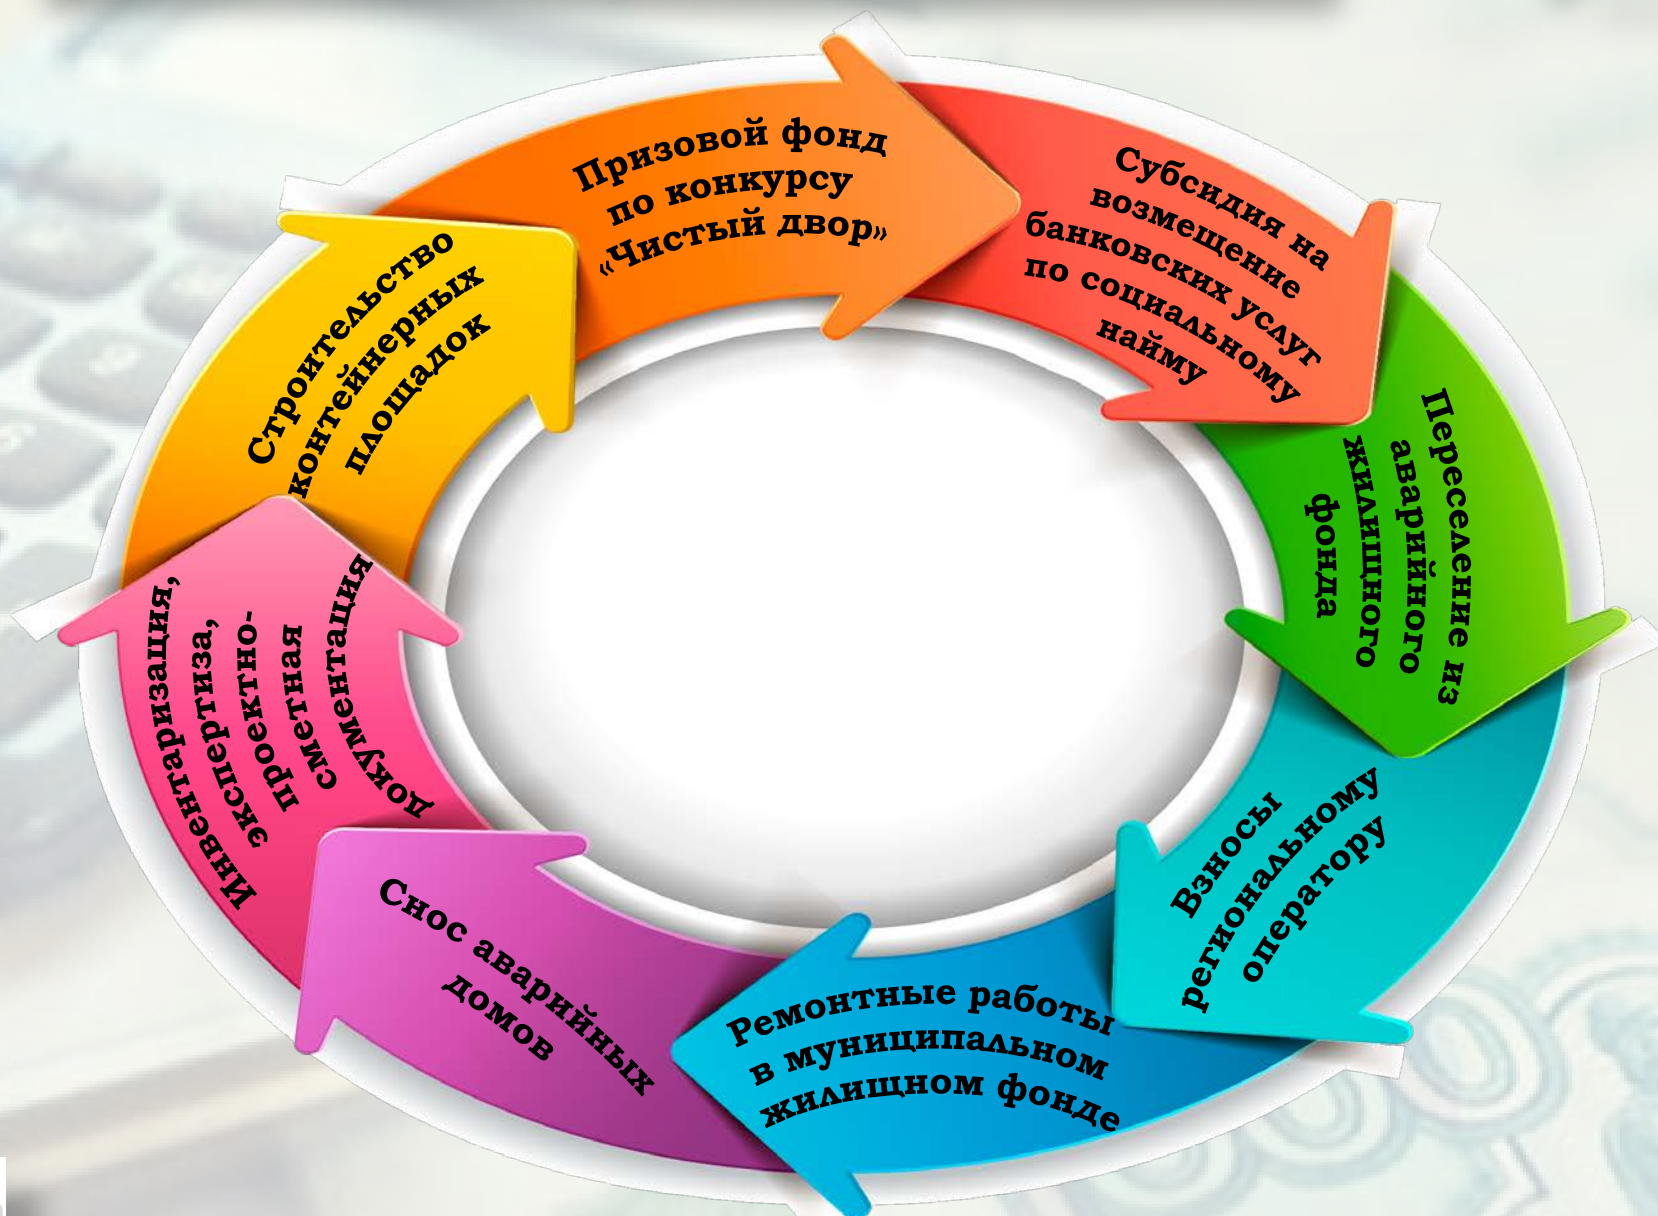 Призовой фонд
по конкурсу
«Чистый двор»
Субсидия на
возмещение
банковских услуг
по социальному
найму
Переселение из
аварийного
жилищного
фонда
Взносы
региональному
оператору
Ремонтные работы
в муниципальном
жилищном фонде
Снос аварийных
домов
Инвентаризация,
экспертиза,
проектно-
сметная
документация
Строительство
контейнерных
площадок